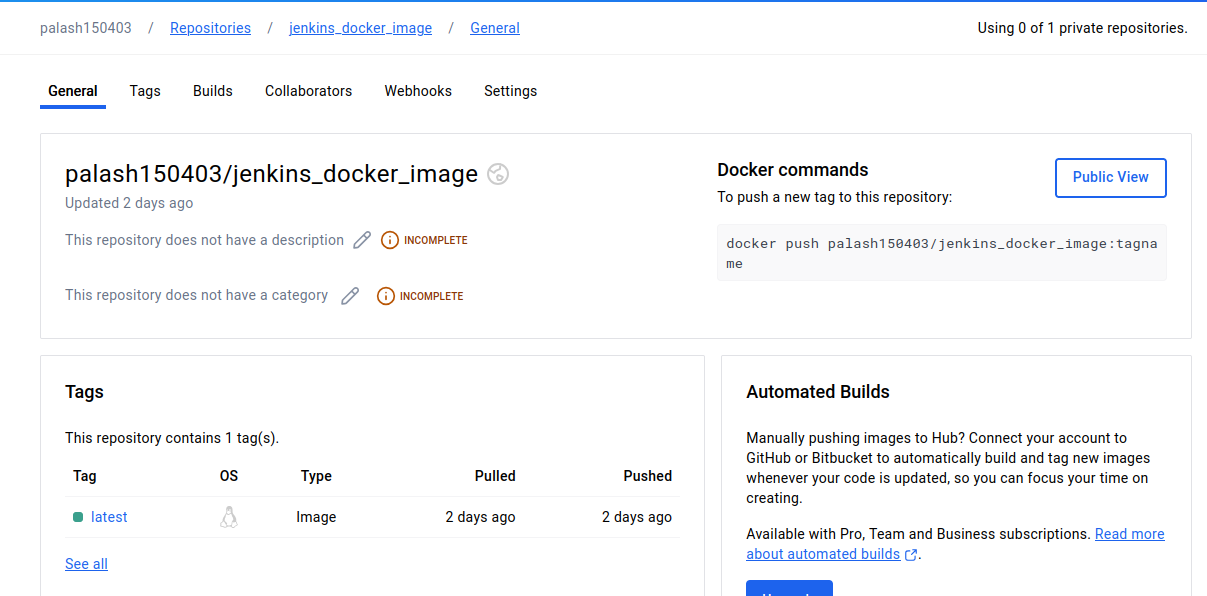 palash150403 / Repositories / jenkins_docker_image / General
Using 0 of 1 private repositories.
General Tags Builds Collaborators Webhooks Settings
palash150403/jenkins_docker_image
Updated 2 days ago
This repository does not have a description INCOMPLETE
This repository does not have a category INCOMPLETE
Docker commands
Public View
To push a new tag to this repository:
docker push palash150403/jenkins_docker_image:tagna
me
Tags
This repository contains 1 tag(s).
Tag OS Type Pulled Pushed
latest Image 2 days ago 2 days ago
See all
Automated Builds
Manually pushing images to Hub? Connect your account to
GitHub or Bitbucket to automatically build and tag new images
whenever your code is updated, so you can focus your time on
creating.
Available with Pro, Team and Business subscriptions. Read more
about automated builds .